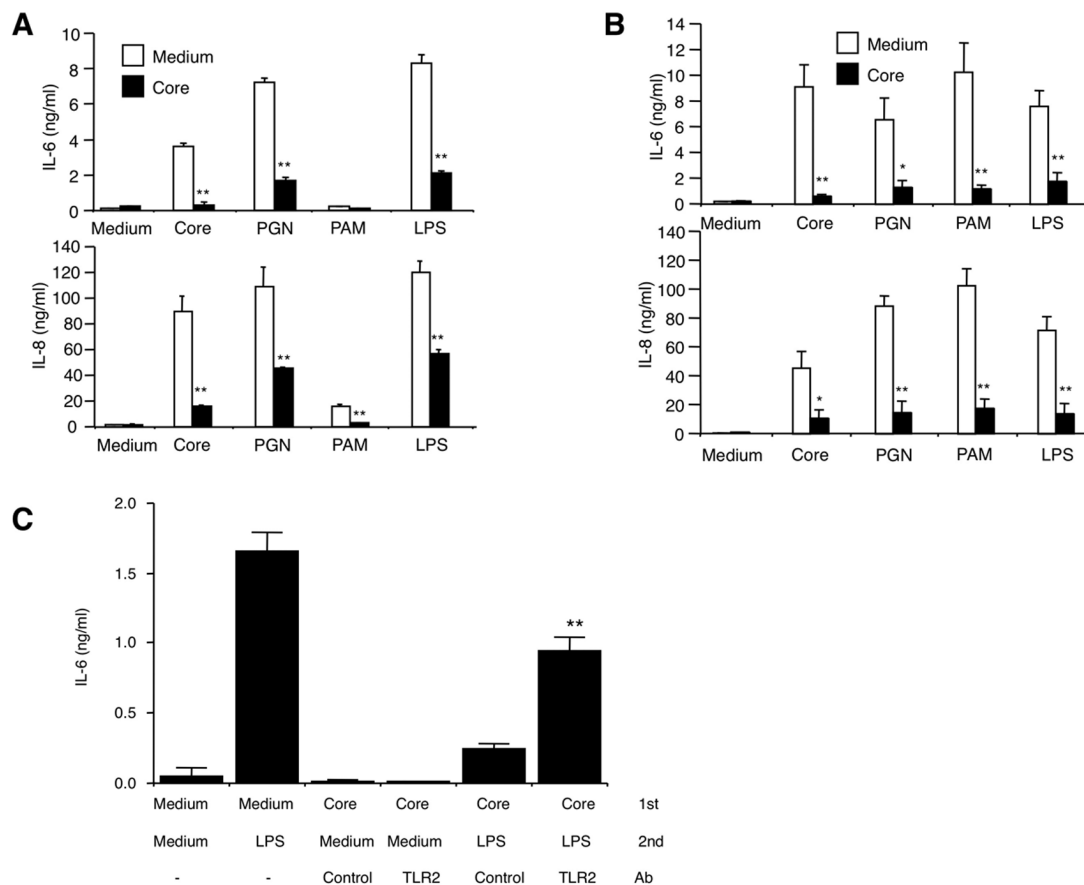 A
IL-6 (ng/ml)
10
8
6
4
2
0
Medium
Core
**
**
**
Medium Core PGN PAM LPS
IL-8 (ng/ml)
140
120
100
80
60
40
20
0
**
**
**
**
Medium Core PGN PAM LPS
B
IL-6 (ng/ml)
14
12
10
8
6
4
2
0
Medium
Core
**
*
**
**
Medium Core PGN PAM LPS
IL-8 (ng/ml)
140
120
100
80
60
40
20
0
*
**
**
**
Medium Core PGN PAM LPS
C
IL-6 (ng/ml)
2.0
1.5
1.0
0.5
0.0
**
Medium Medium Core Core Core Core 1st
Medium LPS Medium Medium LPS LPS 2nd
- - Control TLR2 Control TLR2 Ab